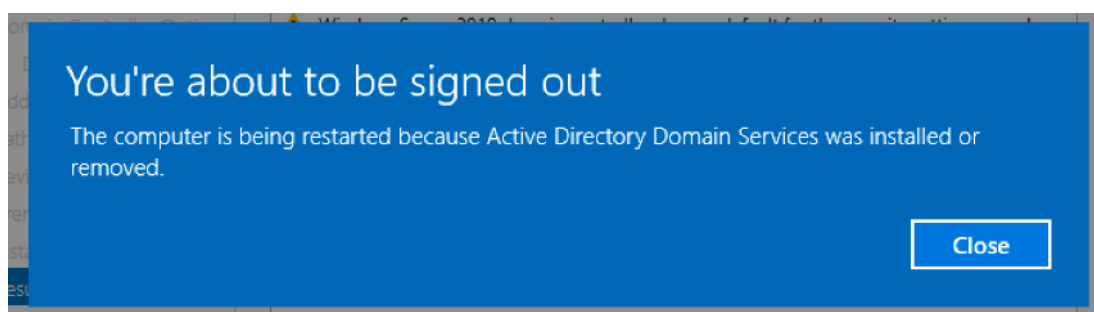 You're about to be signed out
The computer is being restarted because Active Directory Domain Services was installed or
removed.
Close